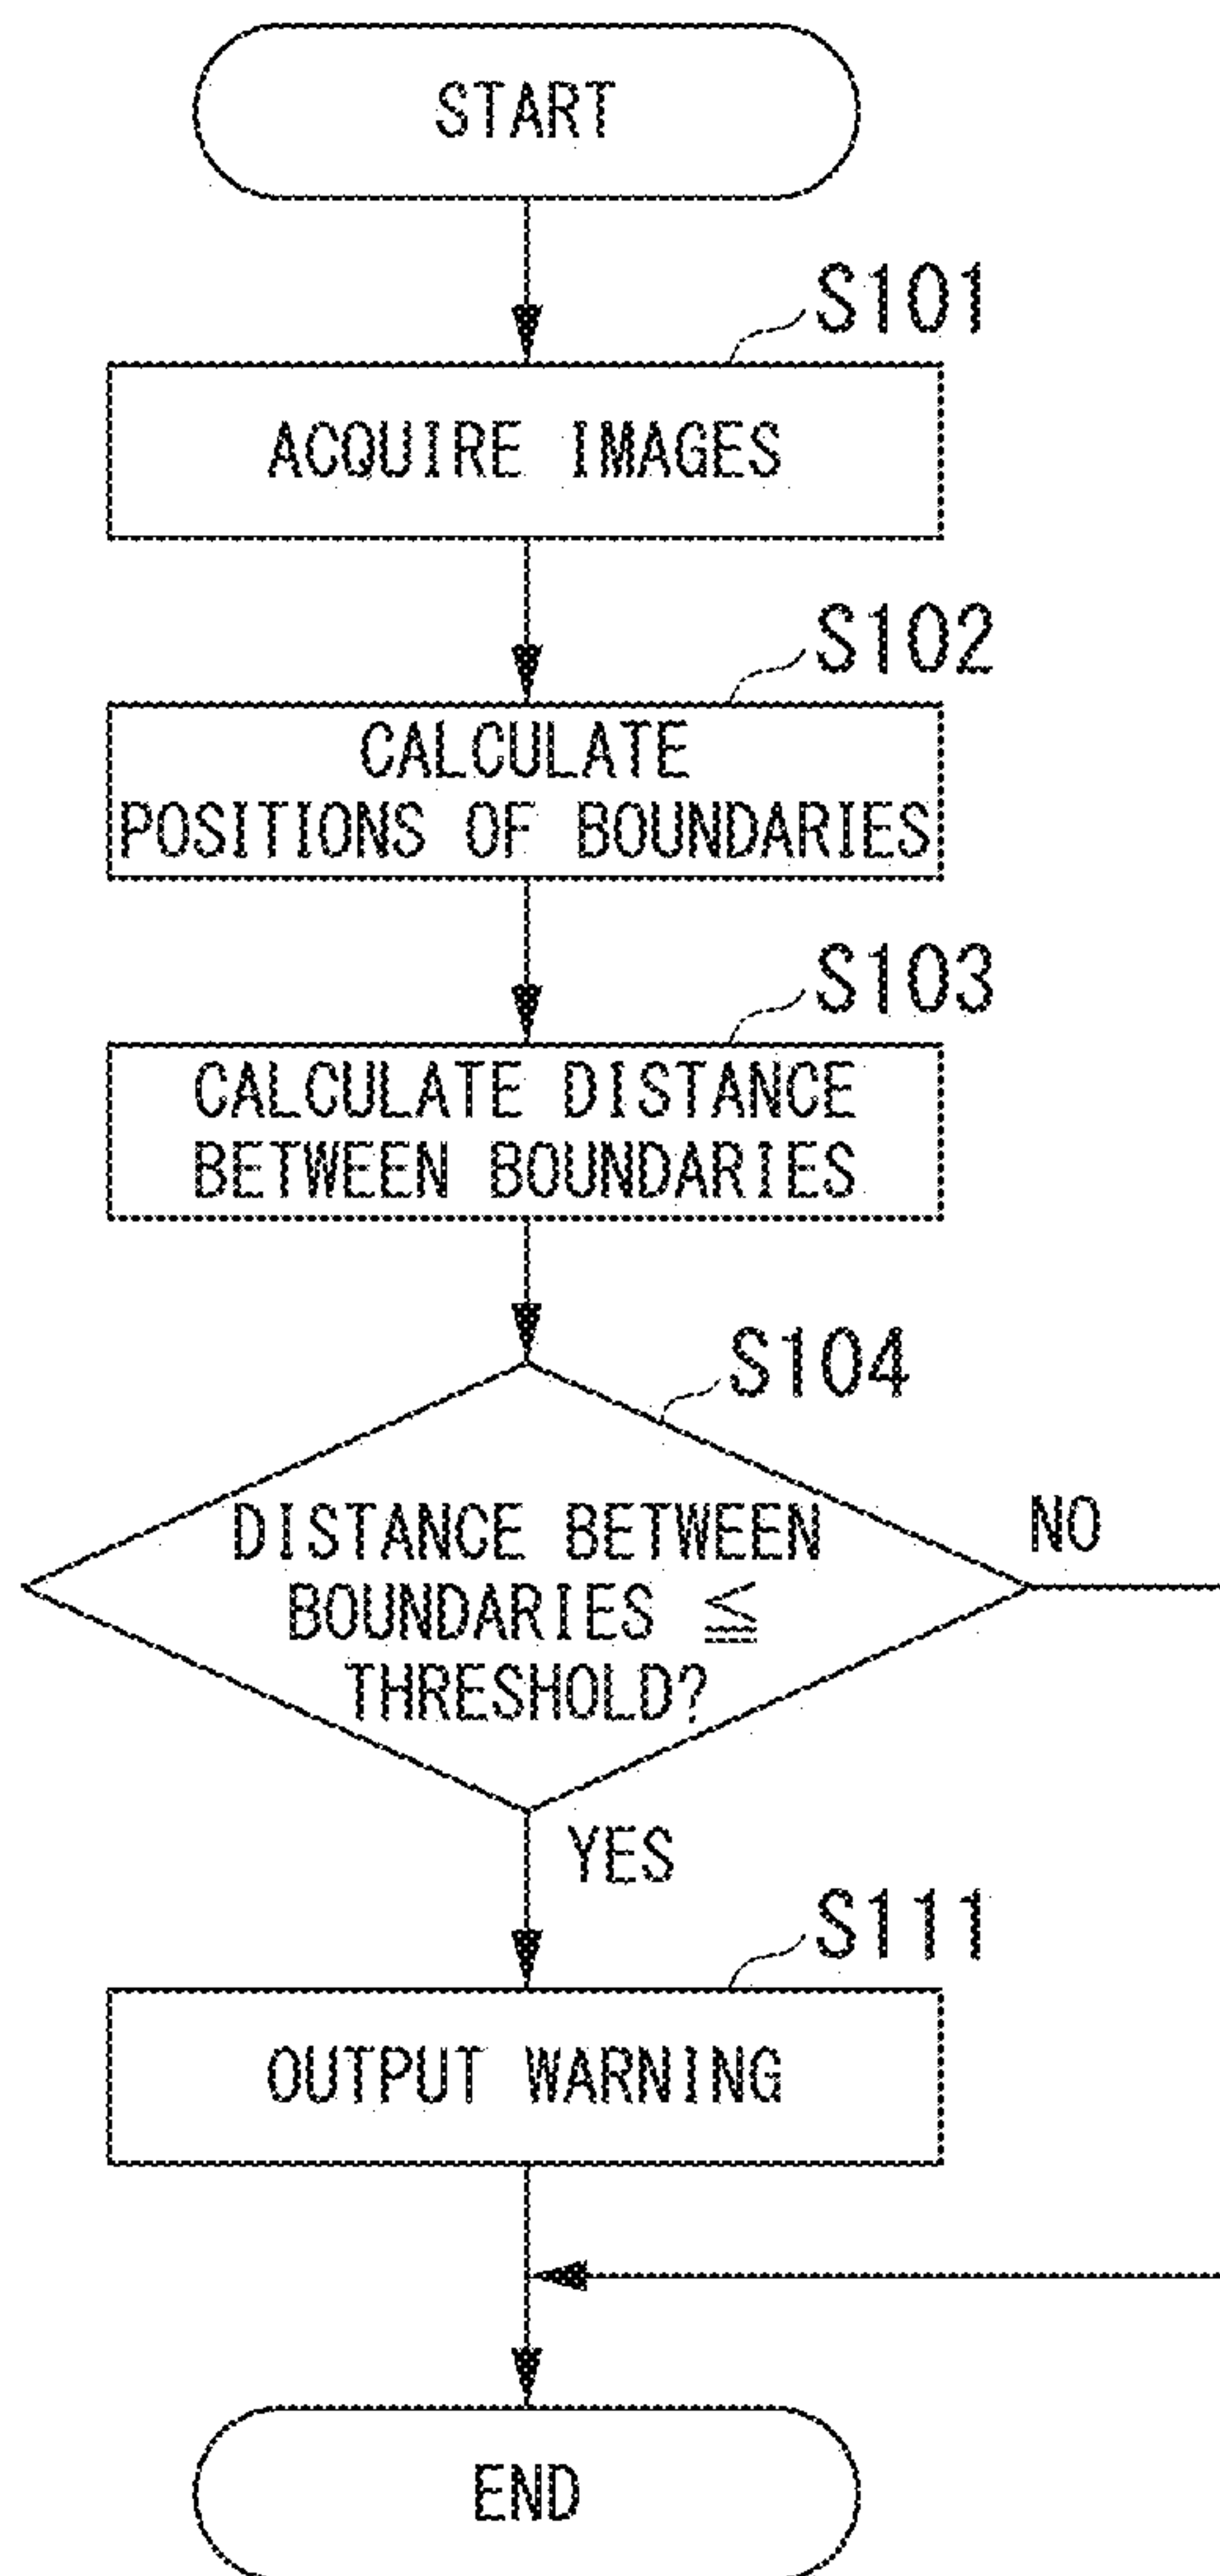 START
S101
ACQUIRE IMAGES
S102
CALCULATE
POSITIONS OF BOUNDARIES
S103
CALCULATE DISTANCE
BETWEEN BOUNDARIES
S104
DISTANCE BETWEEN
BOUNDARIES ≦
THRESHOLD?
NO
YES
S111
OUTPUT WARNING
END